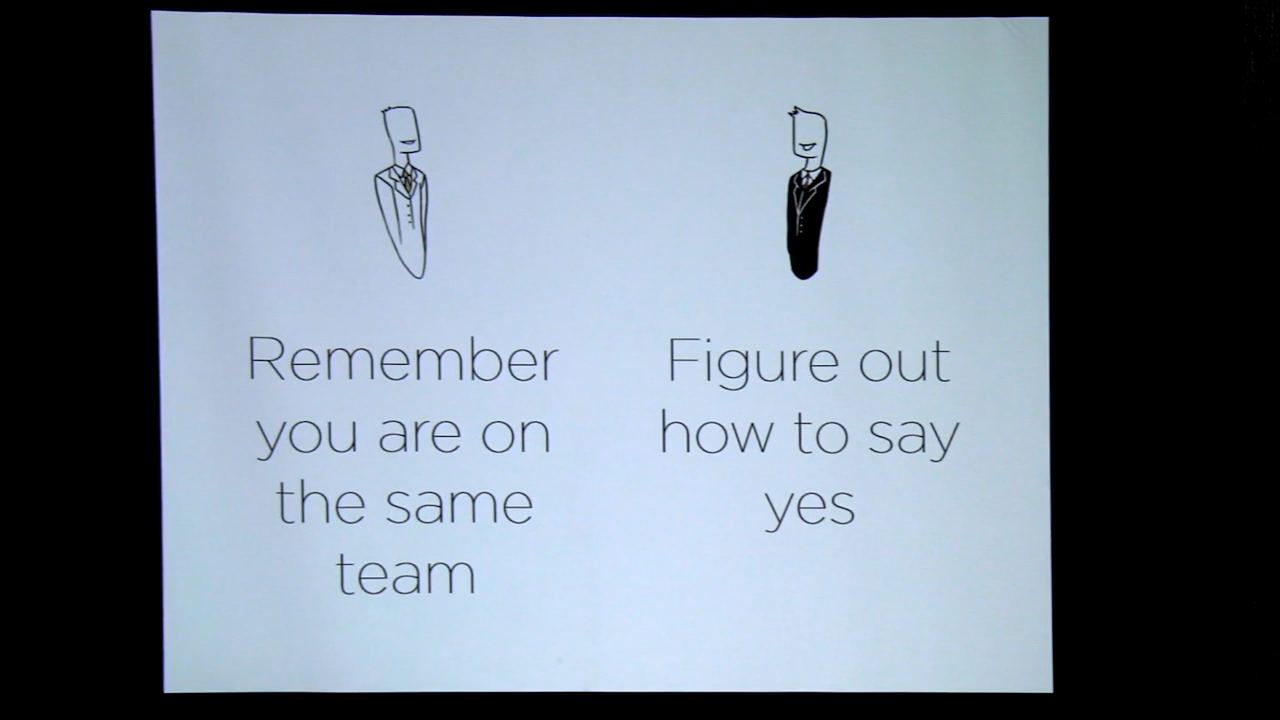 Remember
you are on
the same
team
Figure out
how to say
yes